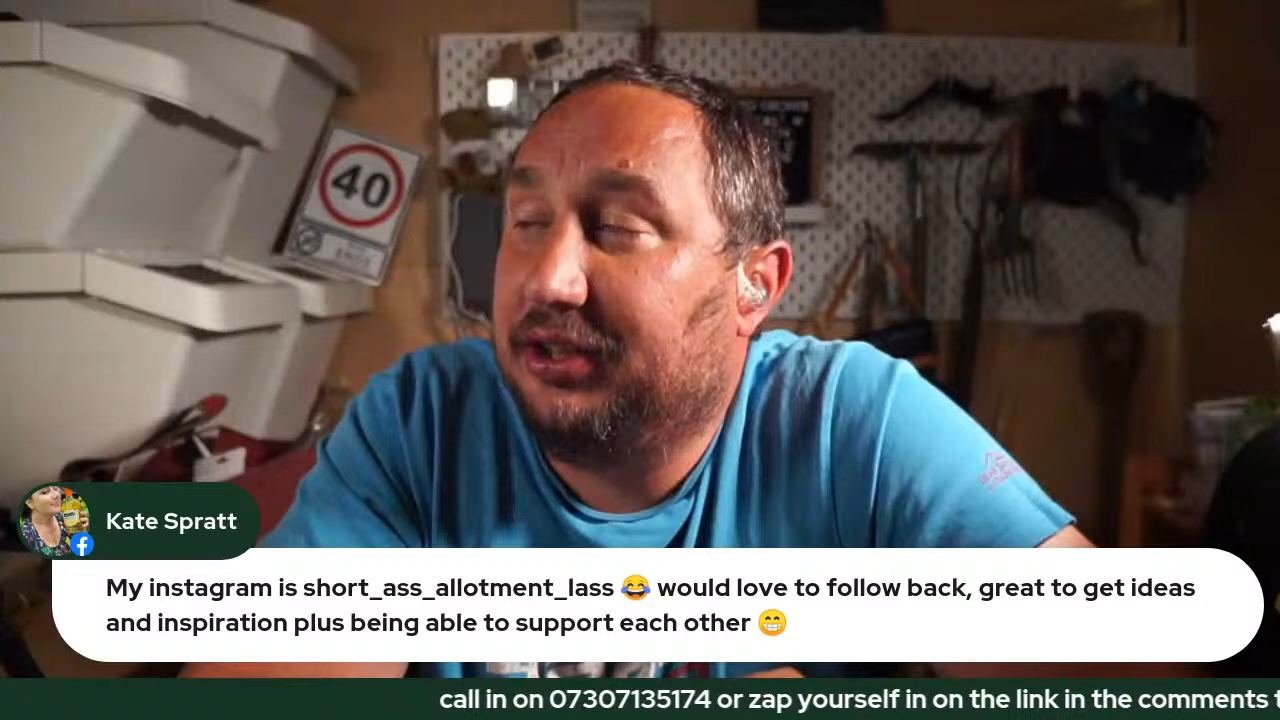 40
Kate Spratt
My instagram is short_ass_allotment_lass 😂 would love to follow back, great to get ideas
and inspiration plus being able to support each other 😁
call in on 07307135174 or zap yourself in on the link in the comments